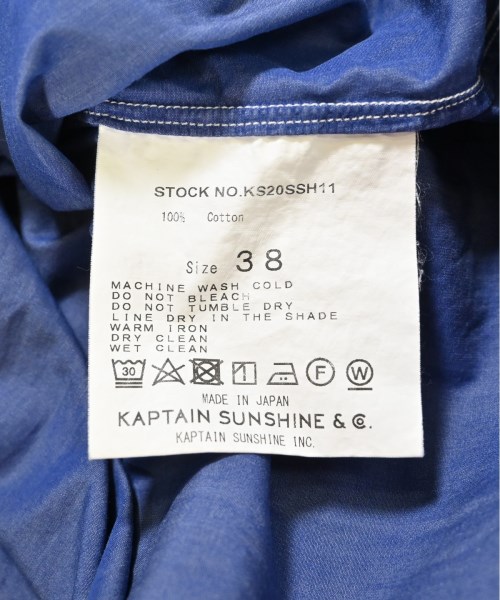 STOCK NO.KS20SSH11
100% Cotton
Size 38
MACHINE WASH COLD
DO NOT BLEACH
DO NOT TUMBLE DRY
LINE DRY IN THE SHADE
WARM IRON
DRY CLEAN
WET CLEAN
30 F W
MADE IN JAPAN
KAPTAIN SUNSHINE & Co.
KAPTAIN SUNSHINE INC.